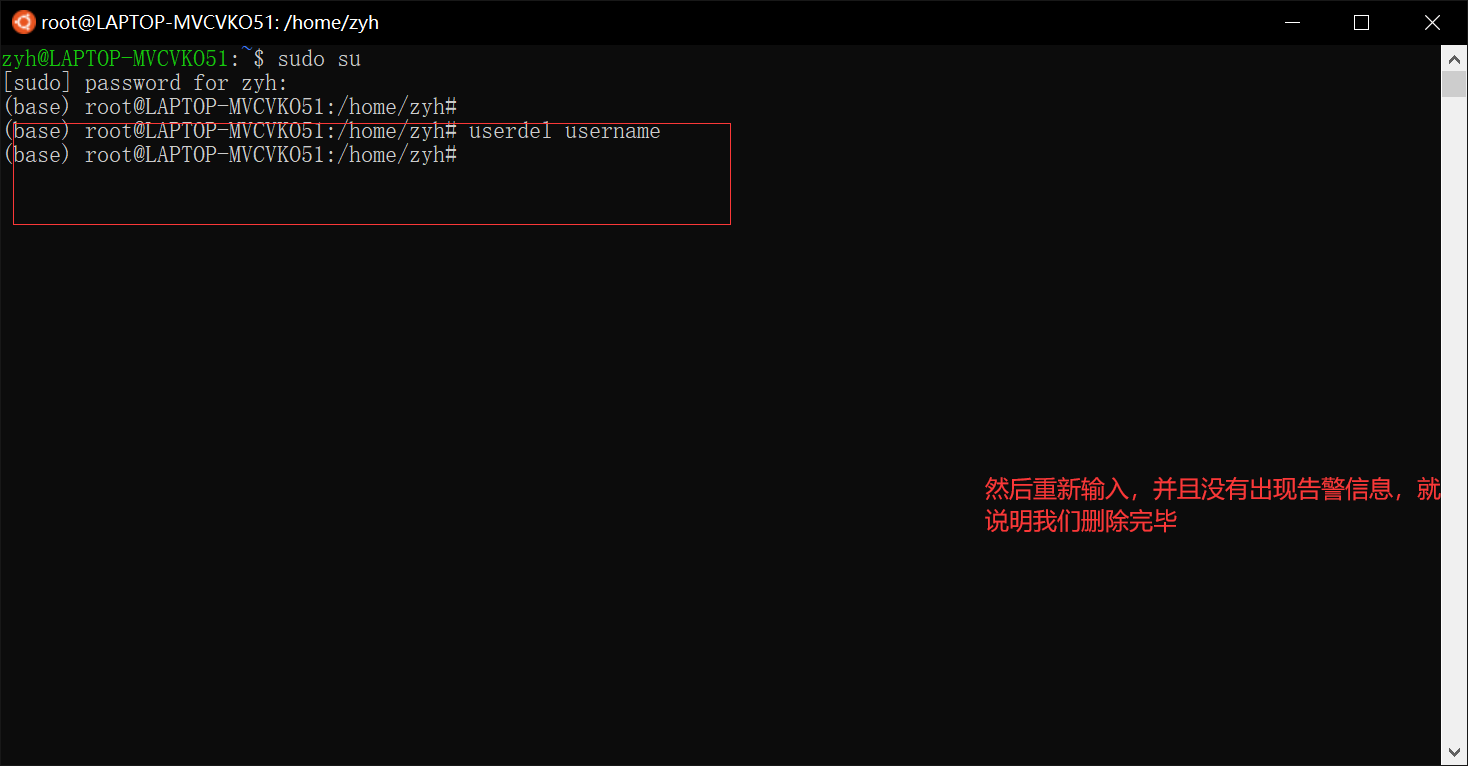 root@LAPTOP-MVCVKO51: /home/zyh
zyh@LAPTOP-MVCVKO51:~$ sudo su
[sudo] password for zyh:
(base) root@LAPTOP-MVCVKO51:/home/zyh#
(base) root@LAPTOP-MVCVKO51:/home/zyh# userdel username
(base) root@LAPTOP-MVCVKO51:/home/zyh#
然后重新输入，并且没有出现告警信息，就
说明我们删除完毕